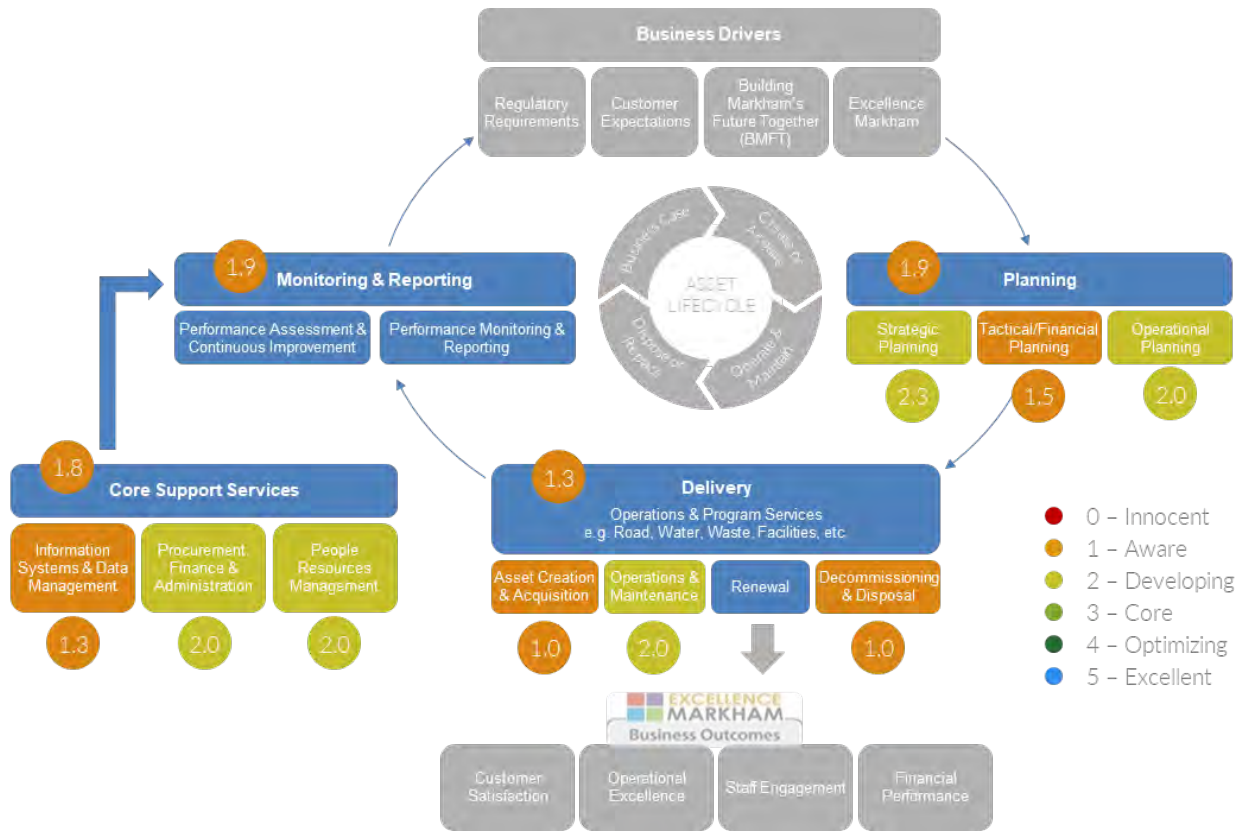 Business Drivers
Regulatory
Requirements
Customer
Expectations
Building
Markham's
Future Together
(BMFT)
Excellence
Markham
Business Case
Create or
Acquire
Operate &
Maintain
Dispose or
Replace
ASSET
LIFECYCLE
1.9
Monitoring & Reporting
Performance Assessment &
Continuous Improvement
Performance Monitoring &
Reporting
1.9
Planning
Strategic
Planning
Tactical/Financial
Planning
Operational
Planning
2.3
1.5
2.0
1.8
Core Support Services
Information
Systems & Data
Management
Procurement
Finance &
Administration
People
Resources
Management
1.3
2.0
2.0
1.3
Delivery
Operations & Program Services
e.g. Road, Water, Waste, Facilities, etc
Asset Creation
& Acquisition
Operations &
Maintenance
Renewal
Decommissioning
& Disposal
1.0
2.0
1.0
0 – Innocent
1 – Aware
2 – Developing
3 – Core
4 – Optimizing
5 – Excellent
EXCELLENCE
MARKHAM
Business Outcomes
Customer
Satisfaction
Operational
Excellence
Staff Engagement
Financial
Performance